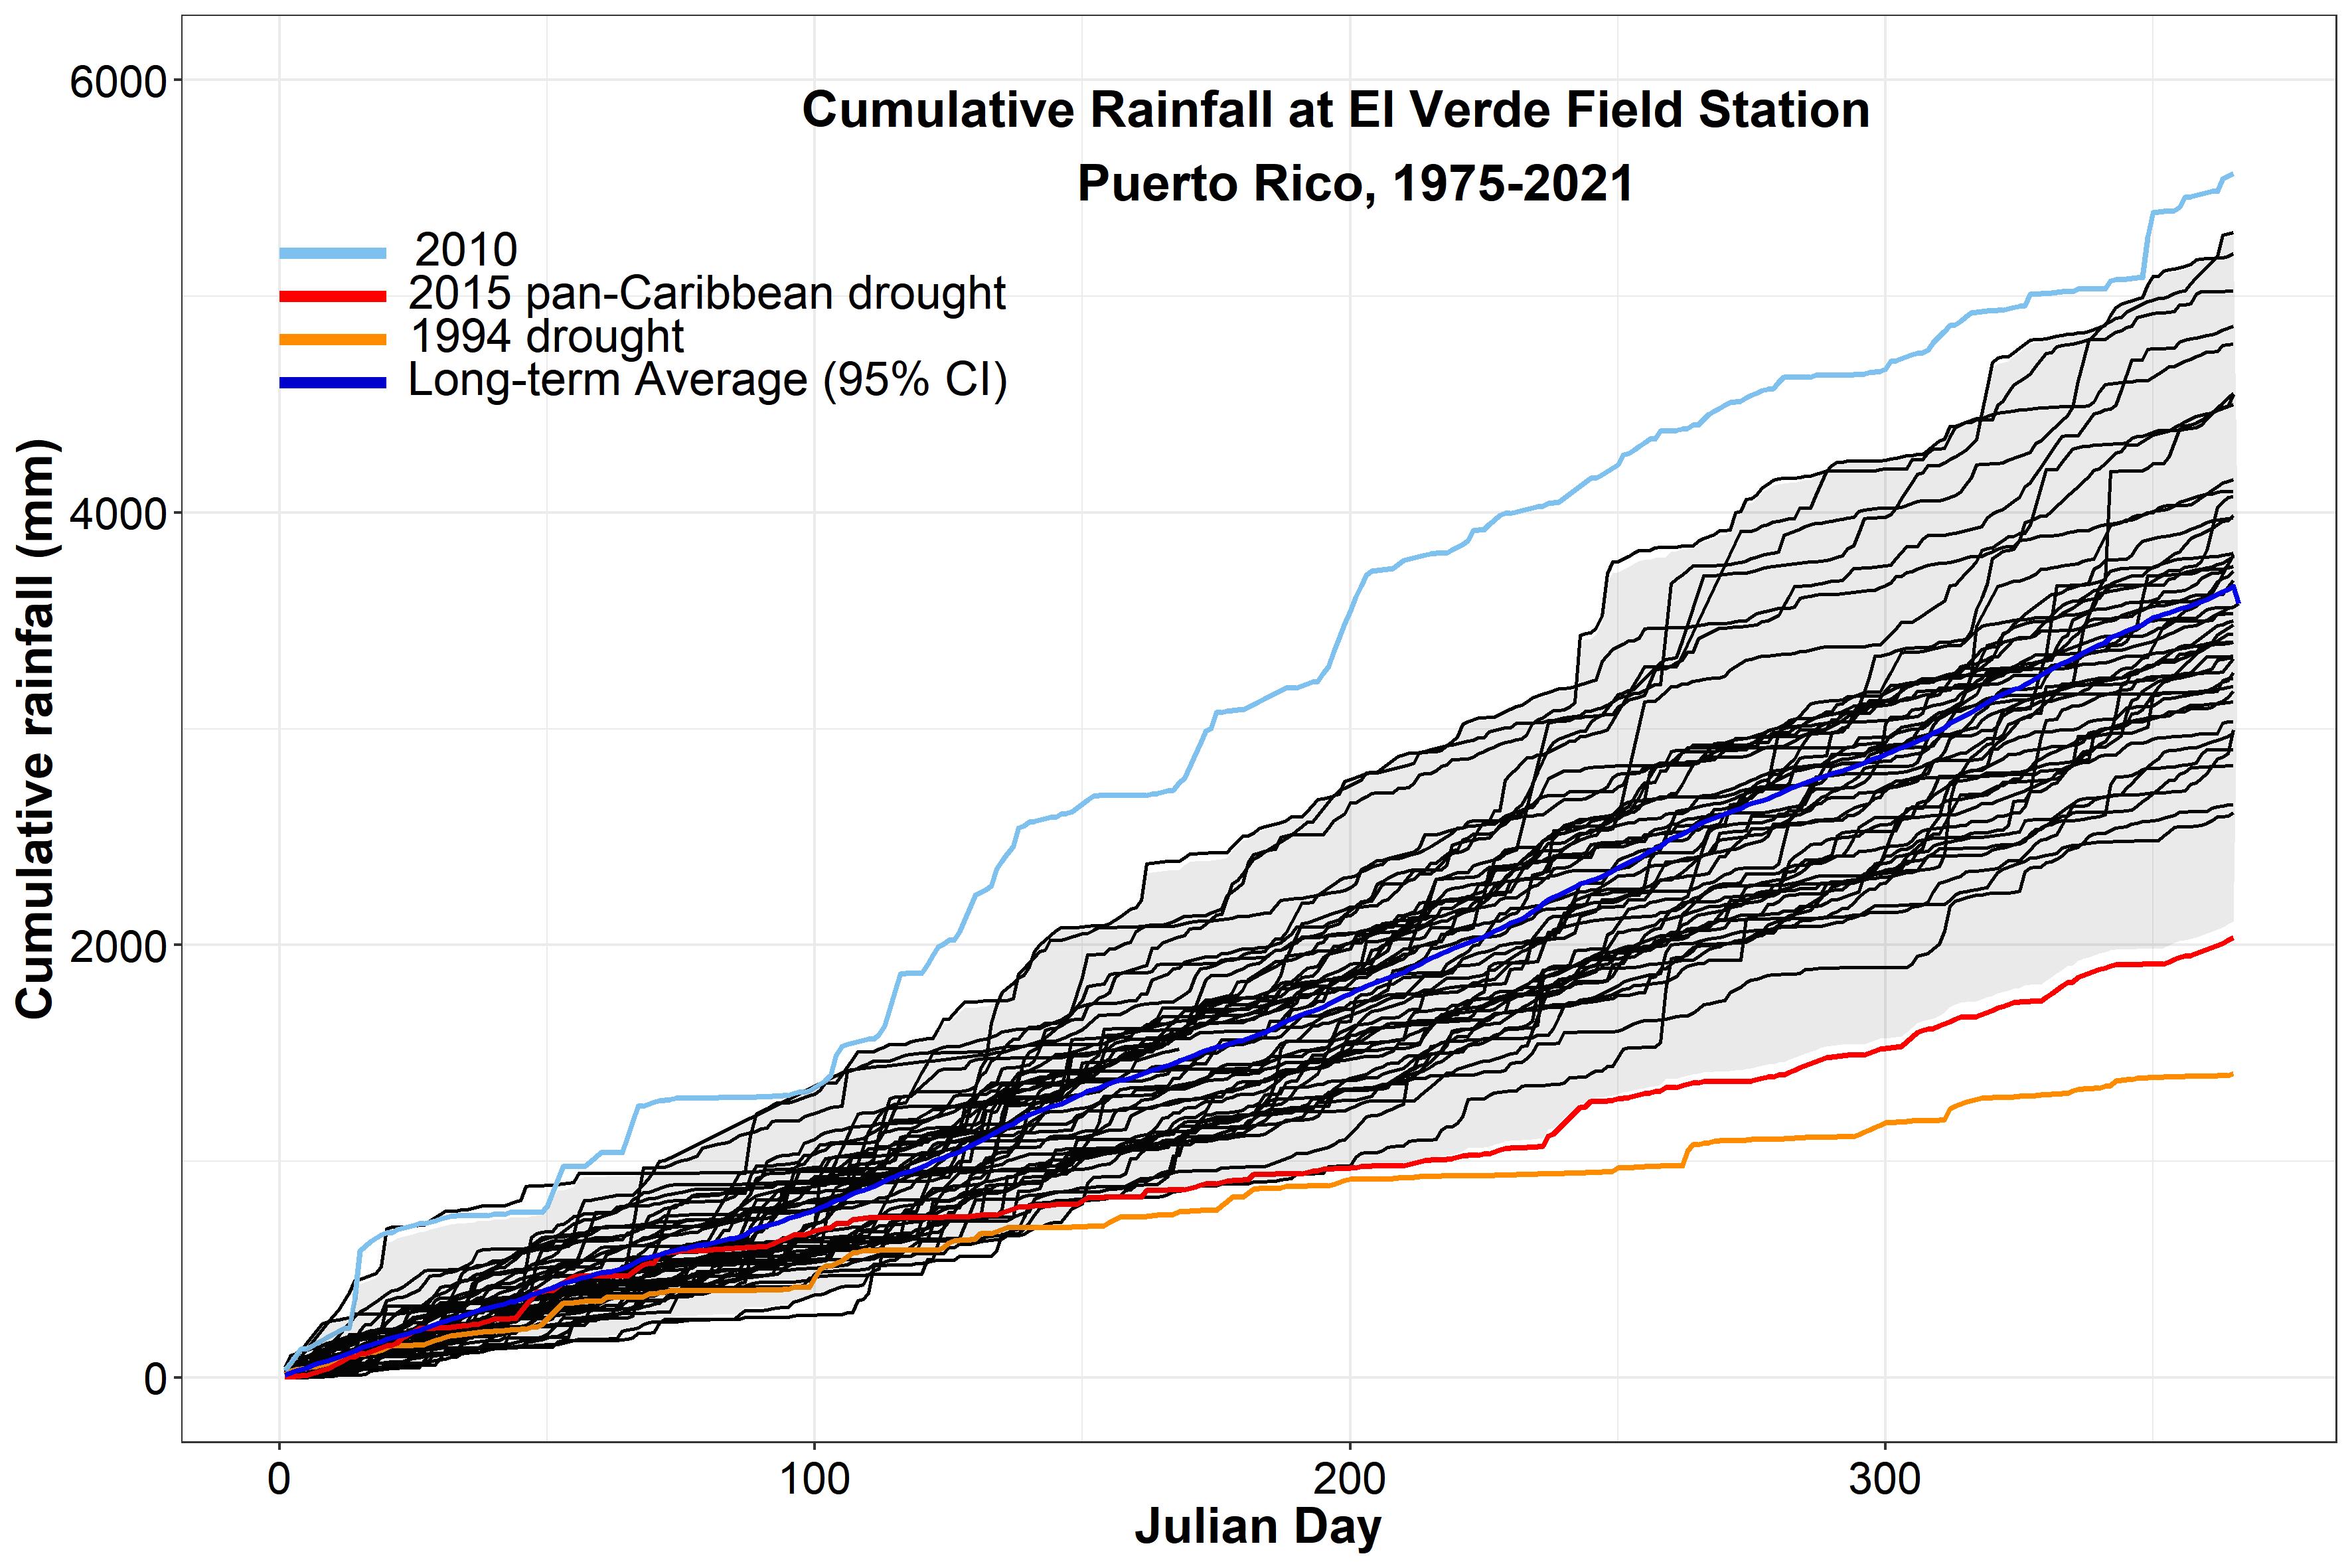 Cumulative Rainfall at El Verde Field Station
Puerto Rico, 1975-2021
2010
2015 pan-Caribbean drought
1994 drought
Long-term Average (95% CI)
Cumulative rainfall (mm)
6000
4000
2000
0
0 100 200 300
Julian Day